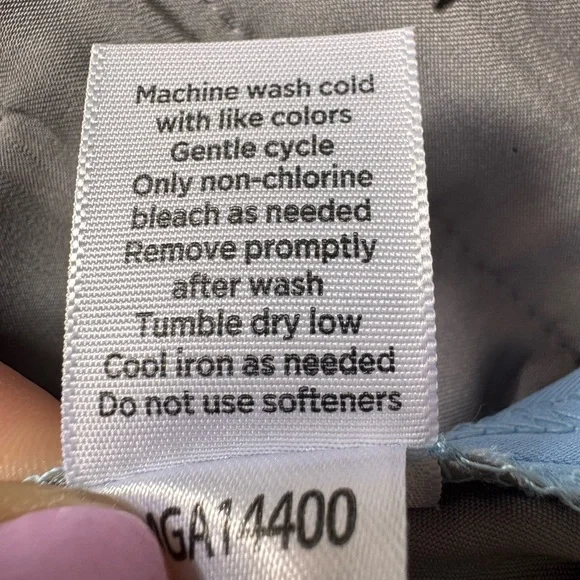 Machine wash cold
with like colors
Gentle cycle
Only non-chlorine
bleach as needed
Remove promptly
after wash
Tumble dry low
Cool iron as needed
Do not use softeners
GA14400